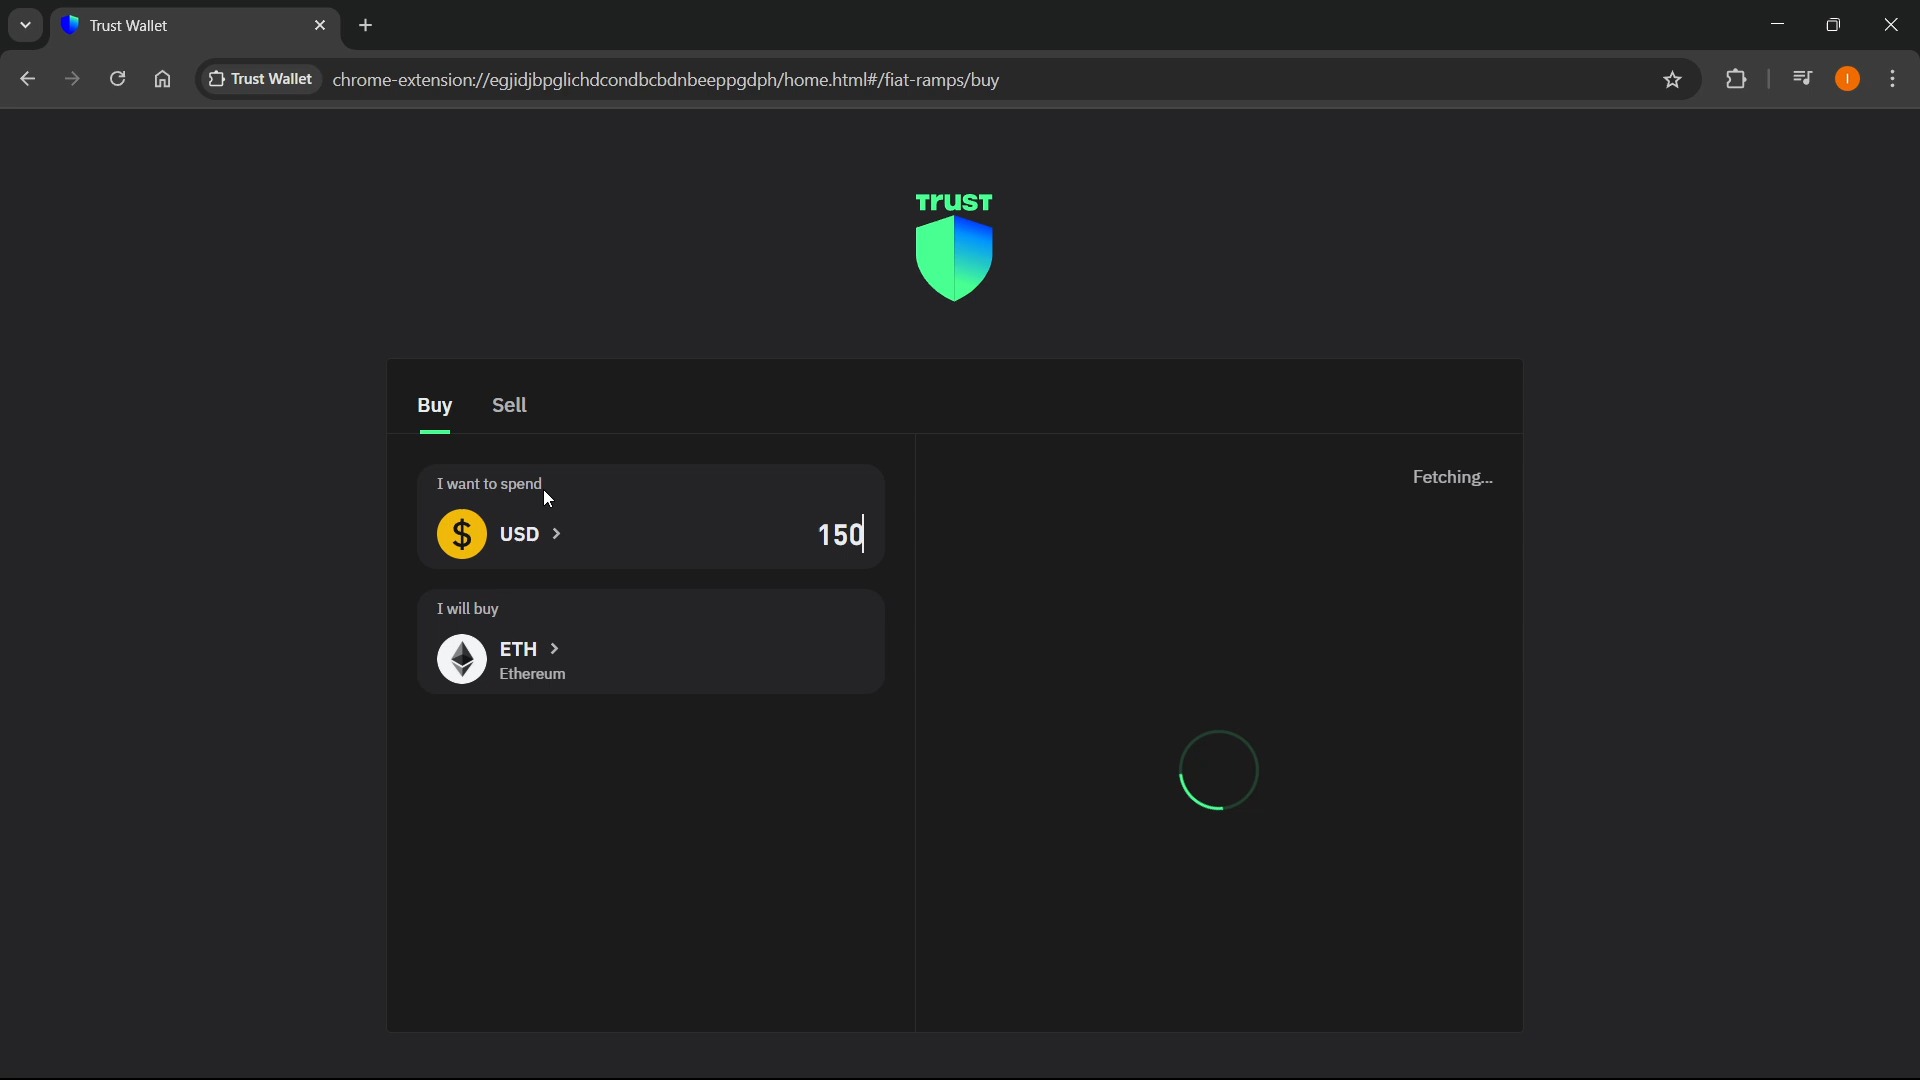 Trust Wallet
Trust Wallet
chrome-extension://egjidjbpglichdcondbcbdnbeeppgdph/home.html#/fiat-ramps/buy
I
TRUST
Buy
Sell
I want to spend
$
USD
150
Fetching...
I will buy
ETH
Ethereum